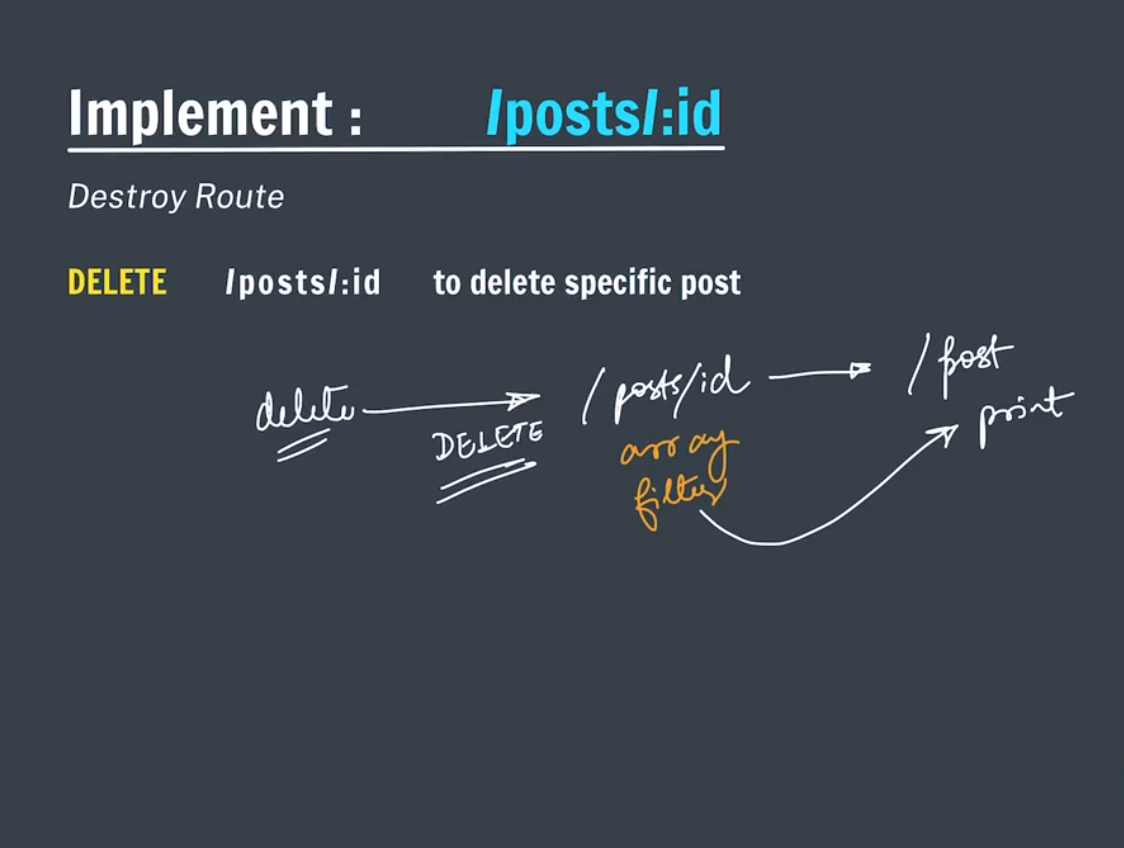 Implement : /posts/:id
Destroy Route
DELETE /posts/:id to delete specific post
delete DELETE /posts/id /post
array print
filter